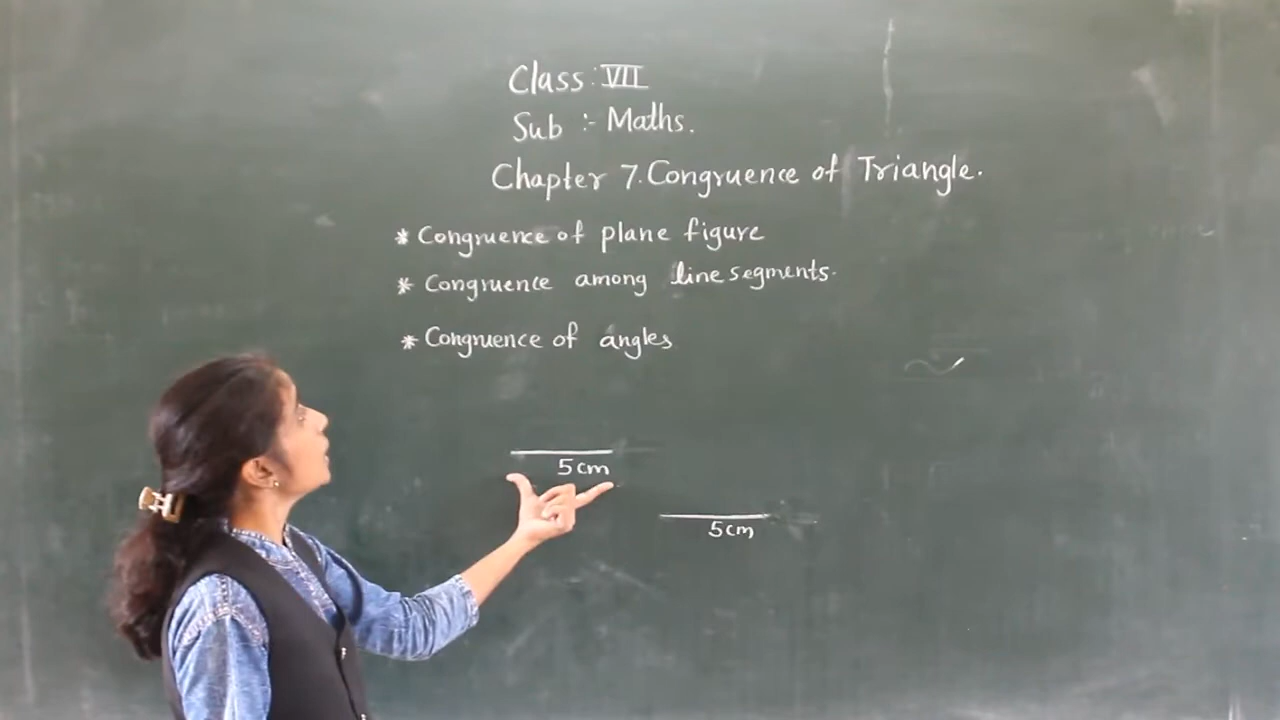 Class : VII
Sub :- Maths.
Chapter 7. Congruence of Triangle.
* Congruence of plane figure
* Congruence among line segments.
* Congruence of angles
5cm
5cm